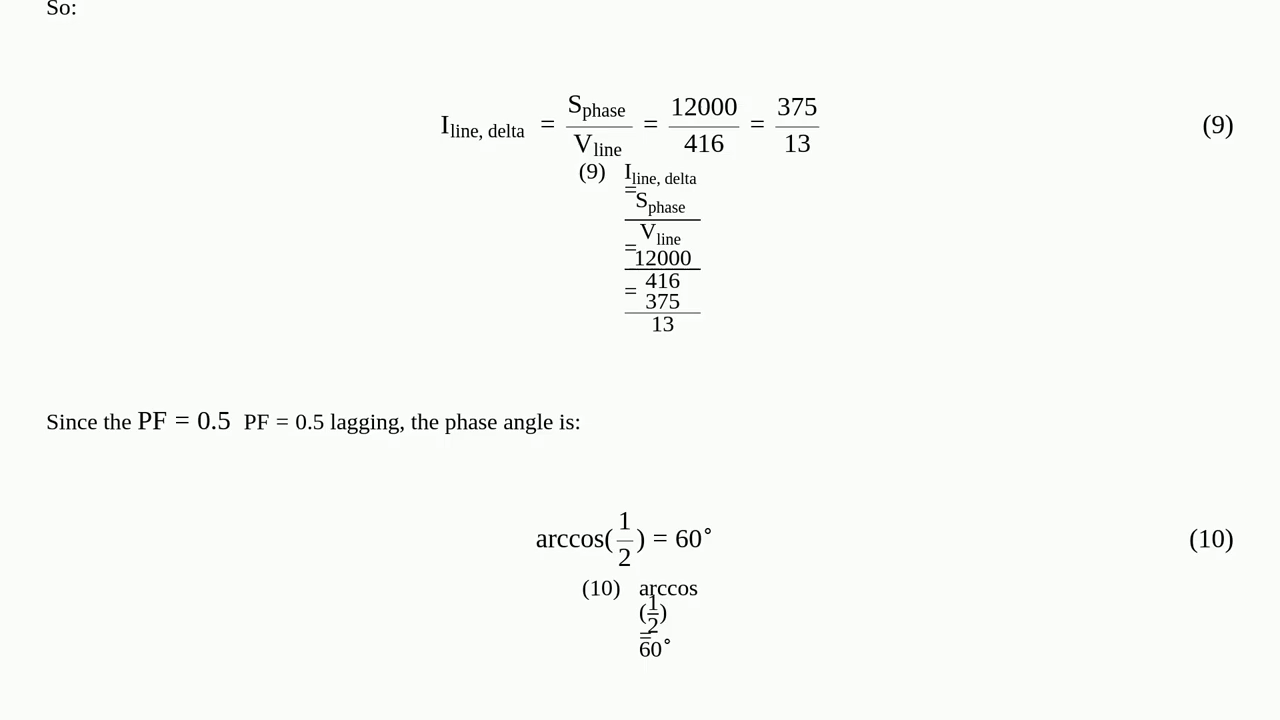 So:
I_line, delta = S_phase / V_line = 12000 / 416 = 375 / 13 (9)
(9) I_line, delta
=
S_phase
V_line
=
12000
416
=
375
13
Since the PF = 0.5 PF = 0.5 lagging, the phase angle is:
arccos(1/2) = 60° (10)
(10) arccos
(1/2)
=
60°